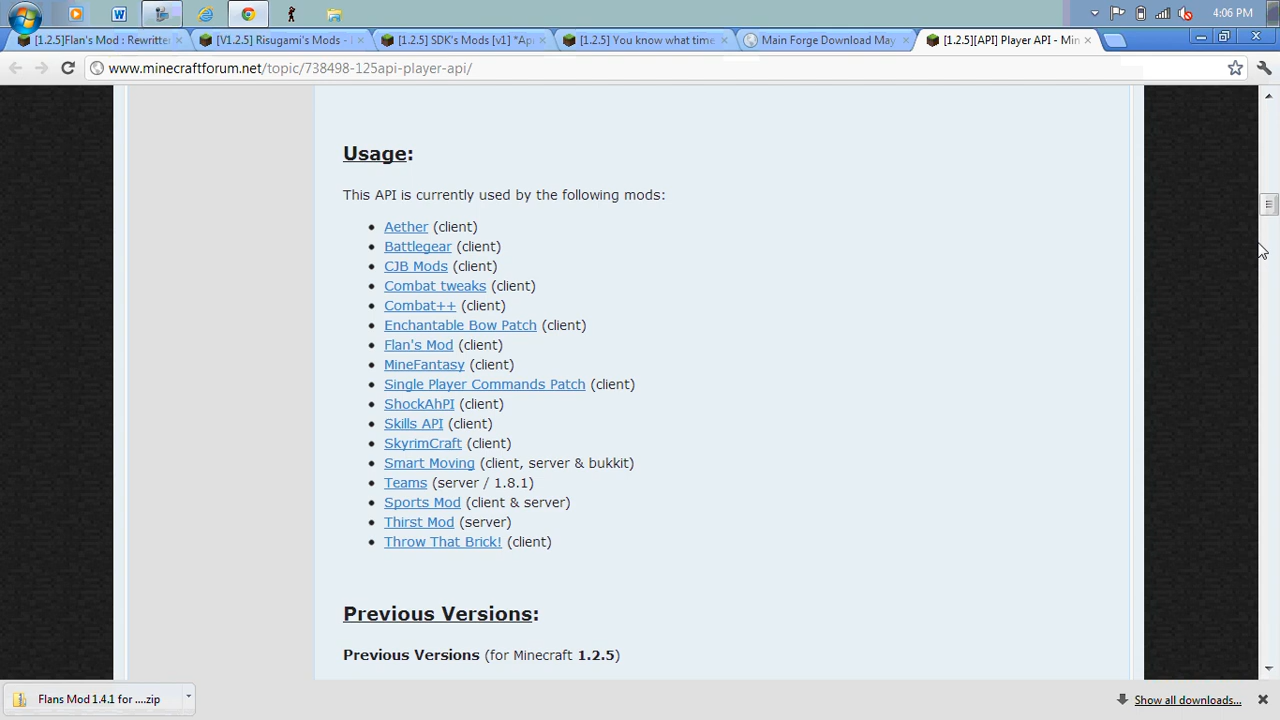 4:06 PM
[1.2.5]Flan's Mod : Rewritter
[V1.2.5] Risugami's Mods -
[1.2.5] SDK's Mods [v1] *Ap
[1.2.5] You know what time
Main Forge Download May
[1.2.5][API] Player API - Min
www.minecraftforum.net/topic/738498-125api-player-api/
Usage:
This API is currently used by the following mods:
Aether (client)
Battlegear (client)
CJB Mods (client)
Combat tweaks (client)
Combat++ (client)
Enchantable Bow Patch (client)
Flan's Mod (client)
MineFantasy (client)
Single Player Commands Patch (client)
ShockAhPI (client)
Skills API (client)
SkyrimCraft (client)
Smart Moving (client, server & bukkit)
Teams (server / 1.8.1)
Sports Mod (client & server)
Thirst Mod (server)
Throw That Brick! (client)
Previous Versions:
Previous Versions (for Minecraft 1.2.5)
Flans Mod 1.4.1 for ....zip
Show all downloads...